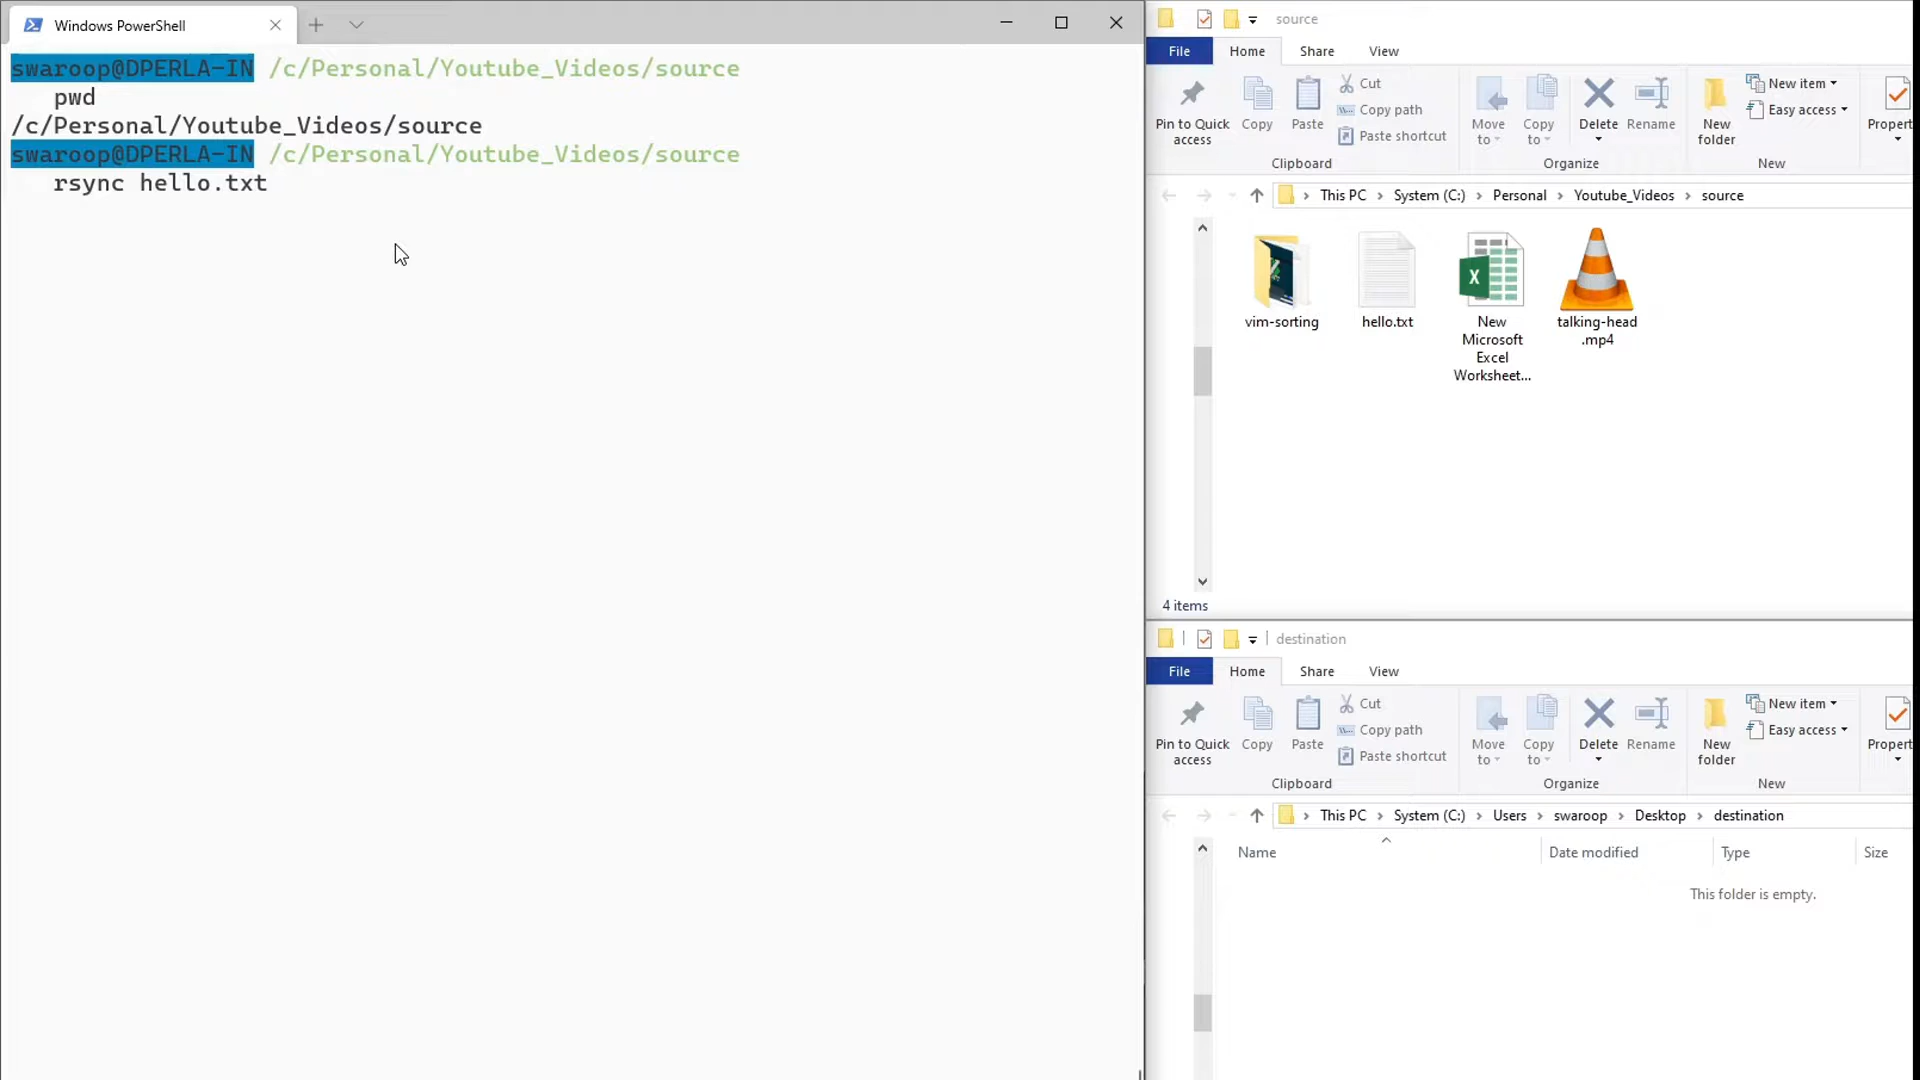 Windows PowerShell
swaroop@DPERLA-IN /c/Personal/Youtube_Videos/source
pwd
/c/Personal/Youtube_Videos/source
swaroop@DPERLA-IN /c/Personal/Youtube_Videos/source
rsync hello.txt
source
File Home Share View
Pin to Quick access
Copy
Paste
Cut
Copy path
Paste shortcut
Clipboard
Move to
Copy to
Delete
Rename
Organize
New folder
New item
Easy access
New
Propert
This PC > System (C:) > Personal > Youtube_Videos > source
vim-sorting
hello.txt
New
Microsoft
Excel
Worksheet...
talking-head
.mp4
4 items
destination
File Home Share View
Pin to Quick access
Copy
Paste
Cut
Copy path
Paste shortcut
Clipboard
Move to
Copy to
Delete
Rename
Organize
New folder
New item
Easy access
New
Propert
This PC > System (C:) > Users > swaroop > Desktop > destination
Name Date modified Type Size
This folder is empty.